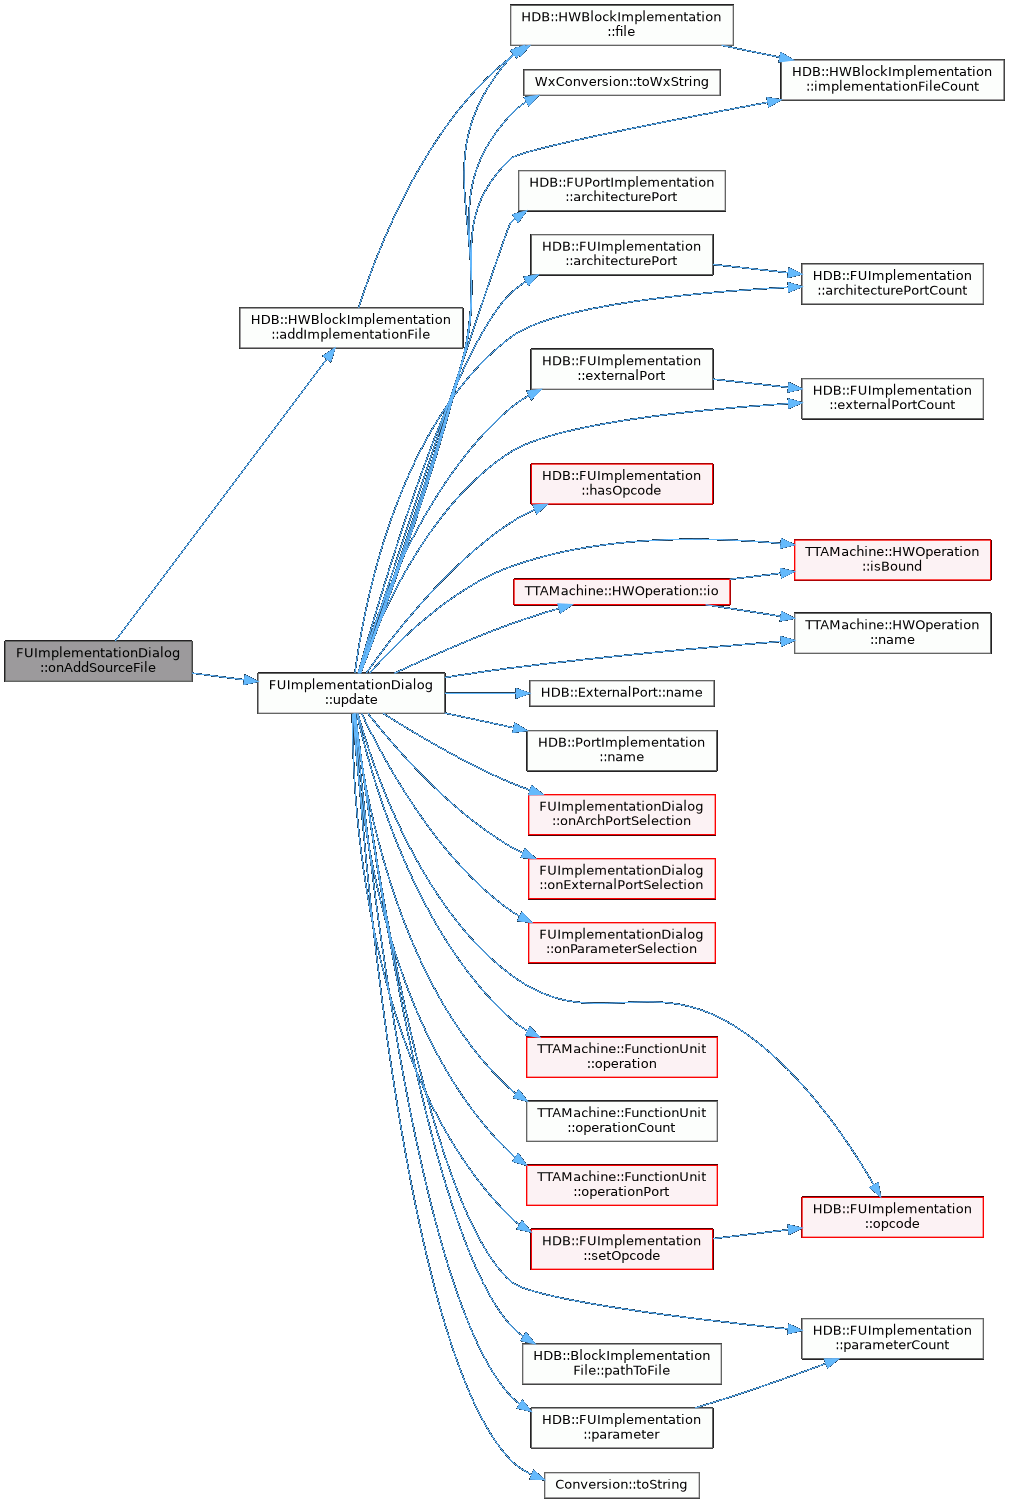 HDB::HWBlockImplementation
::file
WxConversion::toWxString
HDB::HWBlockImplementation
::implementationFileCount
HDB::FUPortImplementation
::architecturePort
HDB::FUImplementation
::architecturePort
HDB::FUImplementation
::architecturePortCount
HDB::HWBlockImplementation
::addImplementationFile
HDB::FUImplementation
::externalPort
HDB::FUImplementation
::externalPortCount
HDB::FUImplementation
::hasOpcode
TTAMachine::HWOperation
::isBound
TTAMachine::HWOperation::io
TTAMachine::HWOperation
::name
FUImplementationDialog
::onAddSourceFile
FUImplementationDialog
::update
HDB::ExternalPort::name
HDB::PortImplementation
::name
FUImplementationDialog
::onArchPortSelection
FUImplementationDialog
::onExternalPortSelection
FUImplementationDialog
::onParameterSelection
TTAMachine::FunctionUnit
::operation
TTAMachine::FunctionUnit
::operationCount
TTAMachine::FunctionUnit
::operationPort
HDB::FUImplementation
::opcode
HDB::FUImplementation
::setOpcode
HDB::FUImplementation
::parameterCount
HDB::BlockImplementation
File::pathToFile
HDB::FUImplementation
::parameter
Conversion::toString